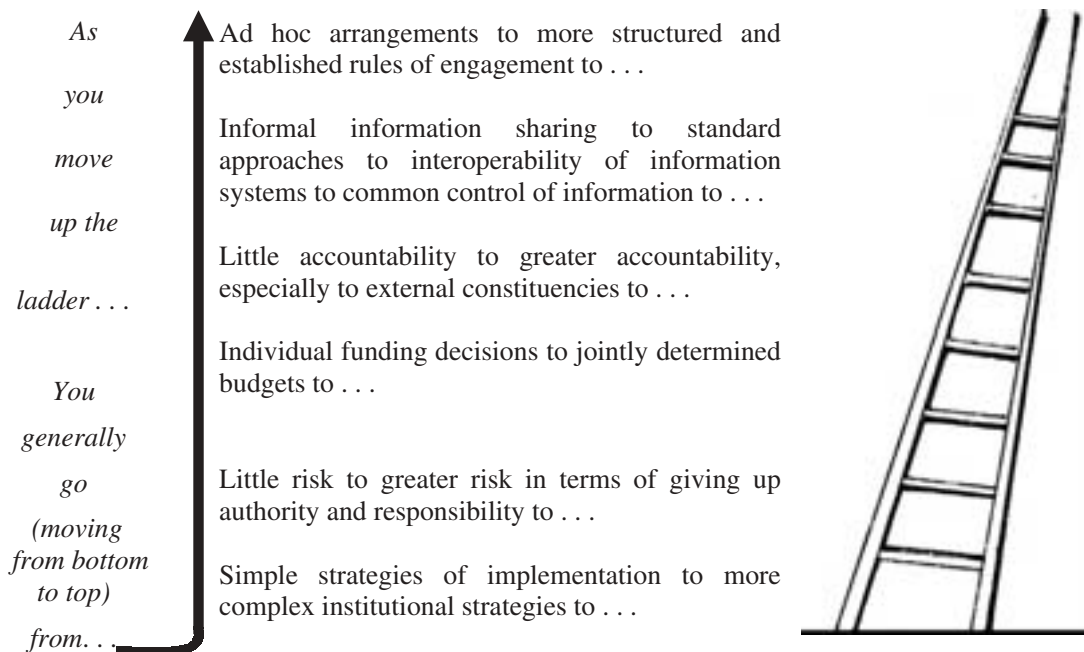 As
you
move
up the
ladder . . .
You
generally
go
(moving
from bottom
to top)
from. . .
Ad hoc arrangements to more structured and
established rules of engagement to . . .
Informal information sharing to standard
approaches to interoperability of information
systems to common control of information to . . .
Little accountability to greater accountability,
especially to external constituencies to . . .
Individual funding decisions to jointly determined
budgets to . . .
Little risk to greater risk in terms of giving up
authority and responsibility to . . .
Simple strategies of implementation to more
complex institutional strategies to . . .